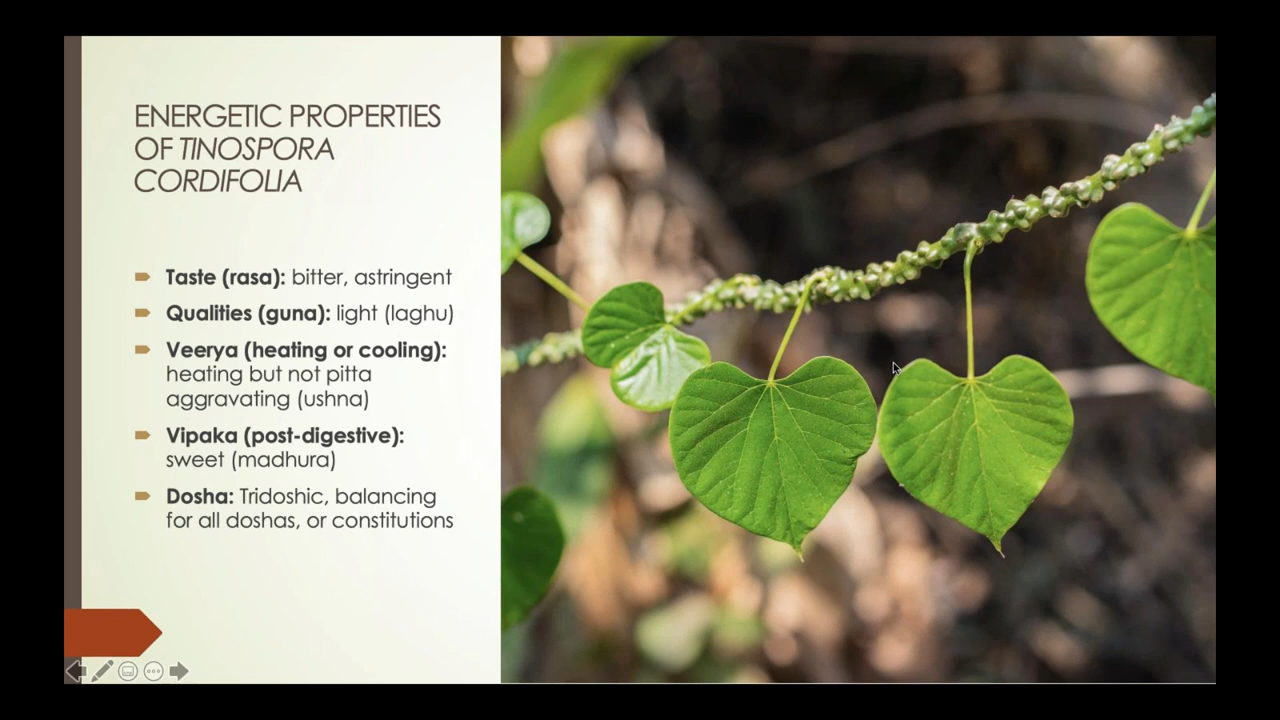 ENERGETIC PROPERTIES
OF TINOSPORA
CORDIFOLIA
Taste (rasa): bitter, astringent
Qualities (guna): light (laghu)
Veerya (heating or cooling):
heating but not pitta
aggravating (ushna)
Vipaka (post-digestive):
sweet (madhura)
Dosha: Tridoshic, balancing
for all doshas, or constitutions